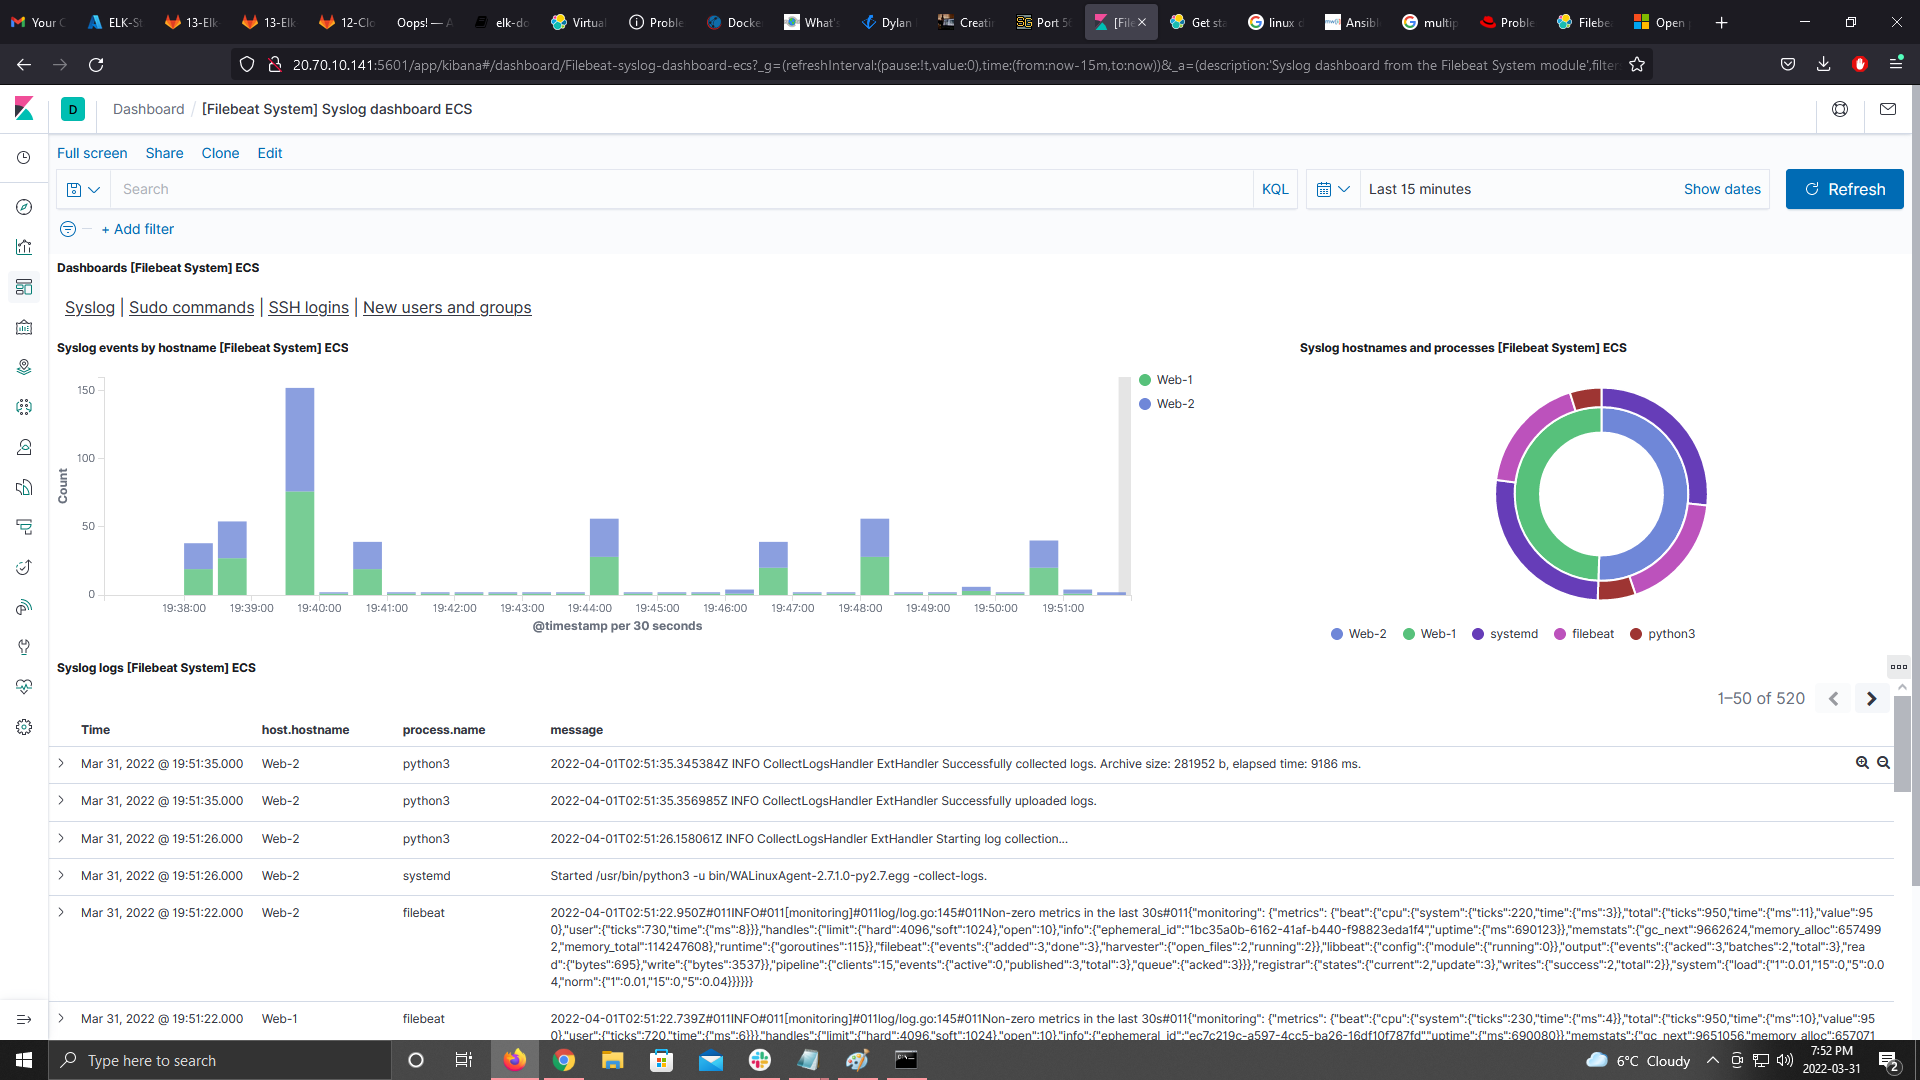 Your C
ELK-St
13-Elk
13-Elk
12-Clo
Oops! — A
elk-do
Virtual
Proble
Docke
What's
Dylan
Creatin
Port 50
[File
Get sta
linux d
Ansibl
multip
Proble
Fileb
Open
20.70.10.141:5601/app/kibana#/dashboard/Filebeat-syslog-dashboard-ecs?_g=(refreshInterval:(pause:!t,value:0),time:(from:now-15m,to:now))&_a=(description:'Syslog dashboard from the Filebeat System module',filter
D
Dashboard / [Filebeat System] Syslog dashboard ECS
Full screen Share Clone Edit
Search KQL Last 15 minutes Show dates Refresh
+ Add filter
Dashboards [Filebeat System] ECS
Syslog | Sudo commands | SSH logins | New users and groups
Syslog events by hostname [Filebeat System] ECS
150
100
50
0
Count
19:38:00 19:39:00 19:40:00 19:41:00 19:42:00 19:43:00 19:44:00 19:45:00 19:46:00 19:47:00 19:48:00 19:49:00 19:50:00 19:51:00
@timestamp per 30 seconds
Web-1
Web-2
Syslog hostnames and processes [Filebeat System] ECS
Web-2 Web-1 systemd filebeat python3
Syslog logs [Filebeat System] ECS
1–50 of 520
Time host.hostname process.name message
Mar 31, 2022 @ 19:51:35.000 Web-2 python3 2022-04-01T02:51:35.345384Z INFO CollectLogsHandler ExtHandler Successfully collected logs. Archive size: 281952 b, elapsed time: 9186 ms.
Mar 31, 2022 @ 19:51:35.000 Web-2 python3 2022-04-01T02:51:35.356985Z INFO CollectLogsHandler ExtHandler Successfully uploaded logs.
Mar 31, 2022 @ 19:51:26.000 Web-2 python3 2022-04-01T02:51:26.158061Z INFO CollectLogsHandler ExtHandler Starting log collection...
Mar 31, 2022 @ 19:51:26.000 Web-2 systemd Started /usr/bin/python3 -u bin/WALinuxAgent-2.7.1.0-py2.7.egg -collect-logs.
Mar 31, 2022 @ 19:51:22.000 Web-2 filebeat 2022-04-01T02:51:22.950Z#011INFO#011[monitoring]#011log/log.go:145#011Non-zero metrics in the last 30s#011{"monitoring": {"metrics": {"beat":{"cpu":{"system":{"ticks":220,"time":{"ms":3}},"total":{"ticks":950,"time":{"ms":11},"value":95
0},"user":{"ticks":730,"time":{"ms":8}}},"handles":{"limit":{"hard":4096,"soft":1024},"open":10},"info":{"ephemeral_id":"1bc35a0b-6162-41af-b440-f98823eda1f4","uptime":{"ms":690123}},"memstats":{"gc_next":9662624,"memory_alloc":657499
2,"memory_total":114247608},"runtime":{"goroutines":115}},"filebeat":{"events":{"added":3,"done":3},"harvester":{"open_files":2,"running":2}},"libbeat":{"config":{"module":{"running":0}},"output":{"events":{"acked":3,"batches":2,"total":3},"rea
d":{"bytes":695},"write":{"bytes":3537}},"pipeline":{"clients":15,"events":{"active":0,"published":3,"total":3},"queue":{"acked":3}}},"registrar":{"states":{"current":2,"update":3},"writes":{"success":2,"total":2}},"system":{"load":{"1":0.01,"15":0,"5":0.0
4,"norm":{"1":0.01,"15":0,"5":0.04}}}}}}
Mar 31, 2022 @ 19:51:22.000 Web-1 filebeat 2022-04-01T02:51:22.739Z#011INFO#011[monitoring]#011log/log.go:145#011Non-zero metrics in the last 30s#011{"monitoring": {"metrics": {"beat":{"cpu":{"system":{"ticks":230,"time":{"ms":4}},"total":{"ticks":950,"time":{"ms":10},"value":95
0},"user":{"ticks":720,"time":{"ms":6}}},"handles":{"limit":{"hard":4096,"soft":1024},"open":10},"info":{"ephemeral_id":"ec7c219c-a597-4cc5-ba26-16df10f787fd","uptime":{"ms":690080}},"memstats":{"gc_next":9651056,"memory_alloc":657071
Type here to search
6°C Cloudy
7:52 PM
2022-03-31
2